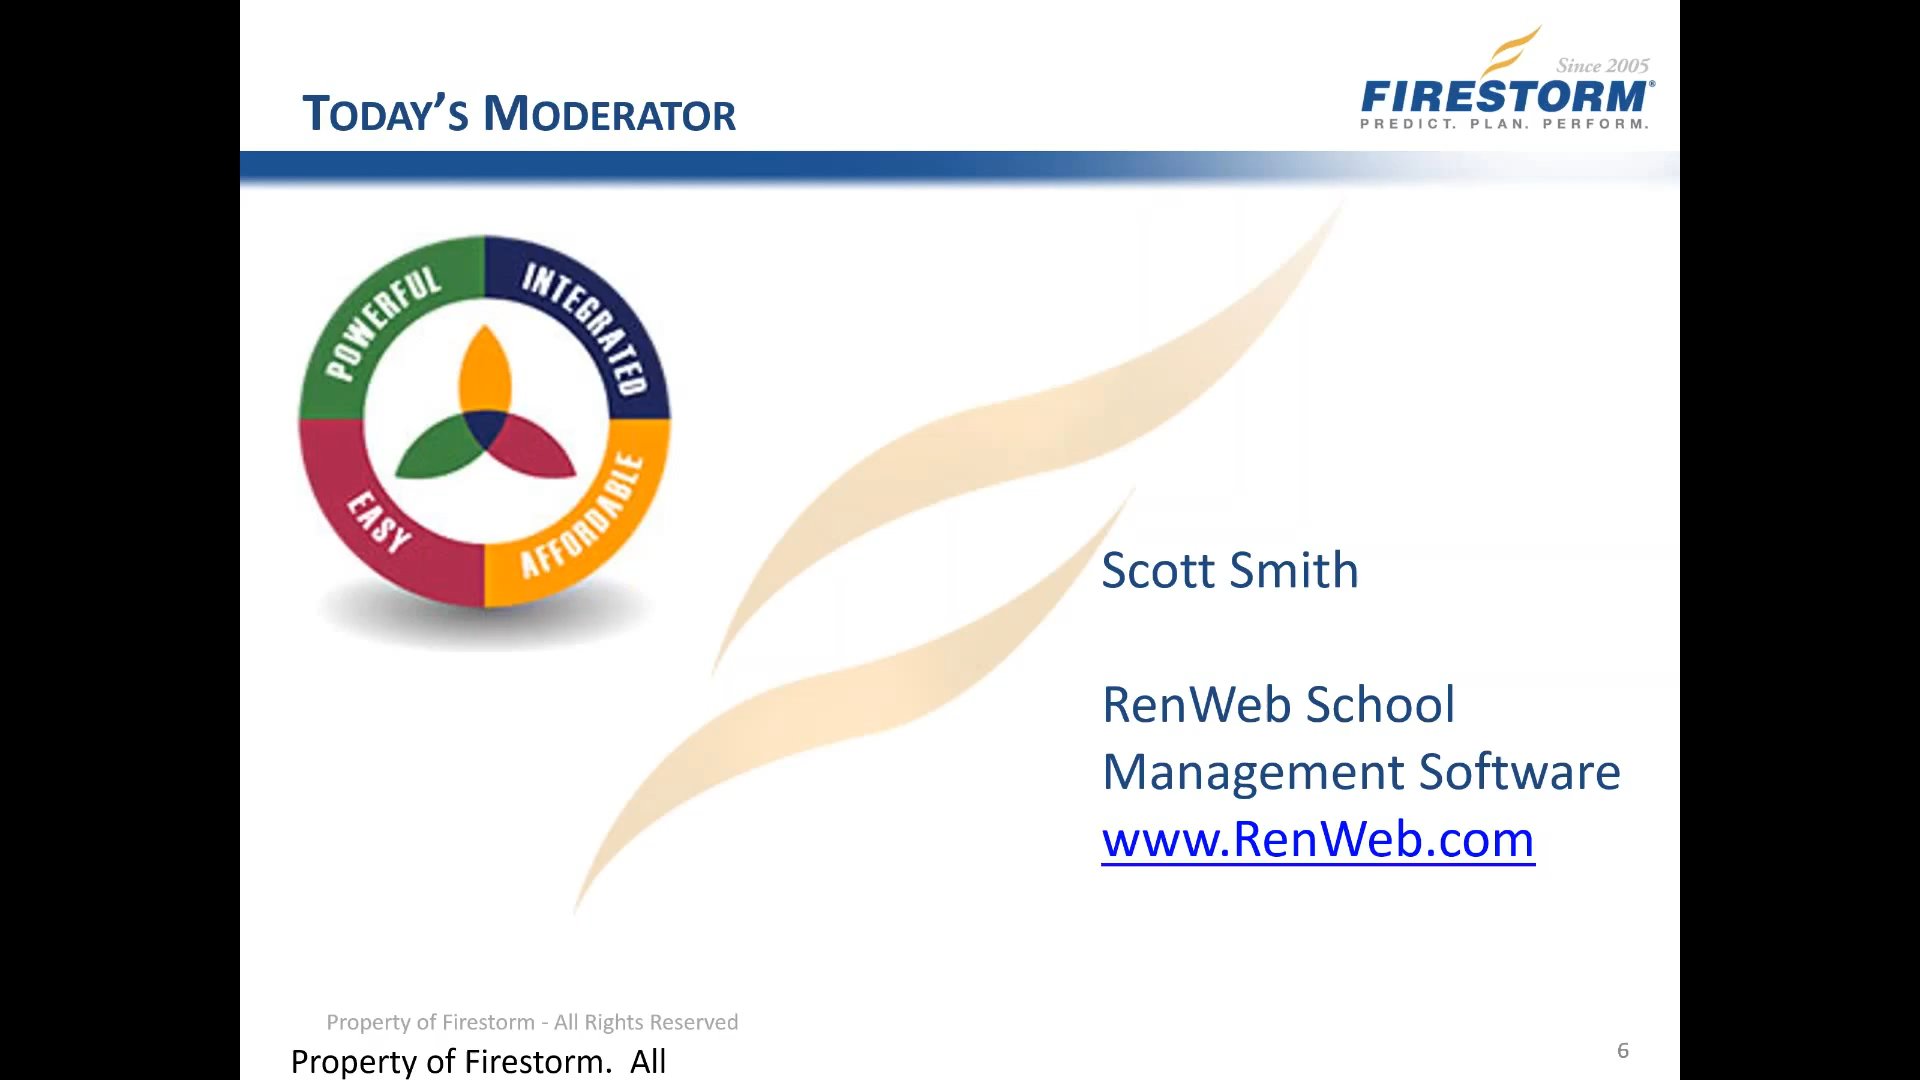 Today's Moderator
Since 2005
FIRESTORM®
PREDICT. PLAN. PERFORM.
POWERFUL
INTEGRATED
EASY
AFFORDABLE
Scott Smith
RenWeb School
Management Software
www.RenWeb.com
Property of Firestorm - All Rights Reserved
Property of Firestorm.  All
6